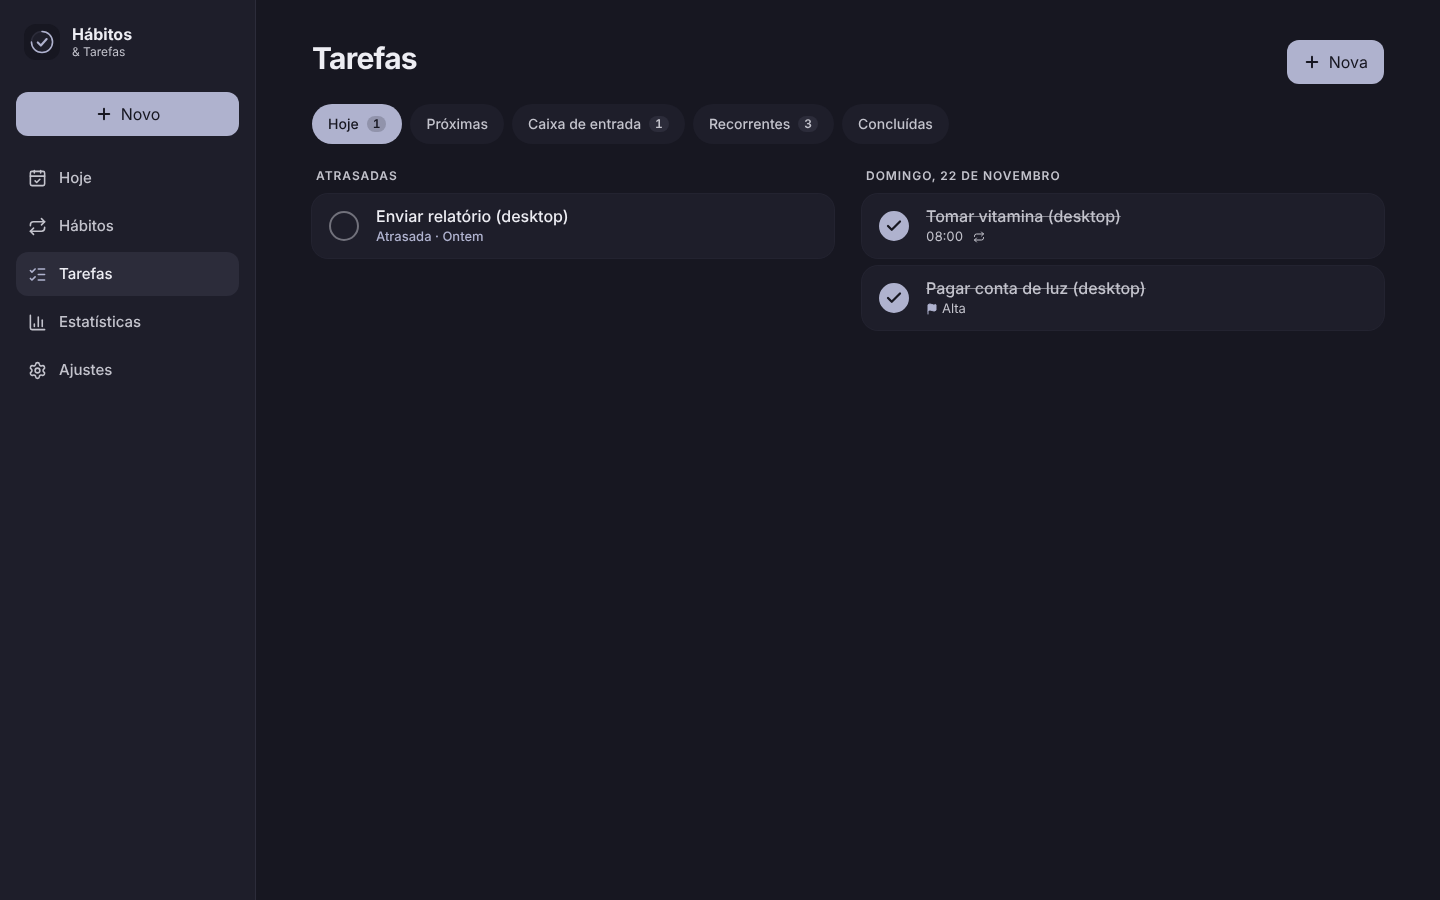 Hábitos
& Tarefas
Novo
Hoje
Hábitos
Tarefas
Estatísticas
Ajustes
Tarefas
Nova
Hoje 1
Próximas
Caixa de entrada 1
Recorrentes 3
Concluídas
ATRASADAS
Enviar relatório (desktop)
Atrasada · Ontem
DOMINGO, 22 DE NOVEMBRO
Tomar vitamina (desktop)
08:00
Pagar conta de luz (desktop)
Alta